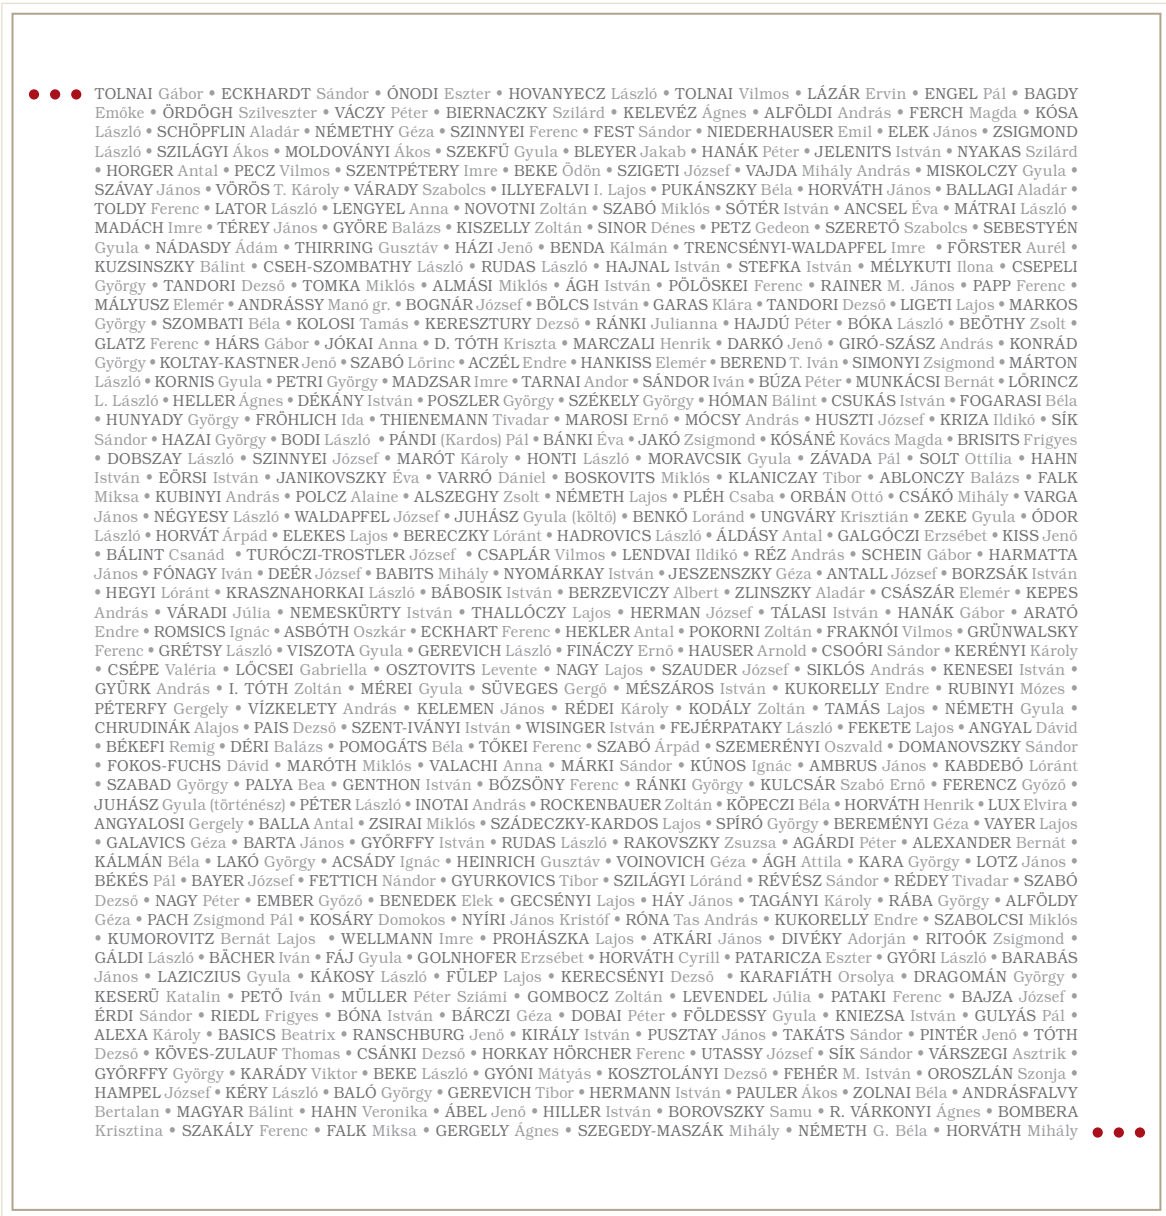 ••• TOLNAI Gábor • ECKHARDT Sándor • ÓNODI Eszter • HOVANYECZ László • TOLNAI Vilmos • LÁZÁR Ervin • ENGEL Pál • BAGDY
Emőke • ÖRDÖGH Szilveszter • VÁCZY Péter • BIERNACZKY Szilárd • KELEVÉZ Ágnes • ALFÖLDI András • FERCH Magda • KÓSA
László • SCHÖPFLIN Aladár • NÉMETHY Géza • SZINNYEI Ferenc • FEST Sándor • NIEDERHAUSER Emil • ELEK János • ZSIGMOND
László • SZILÁGYI Ákos • MOLDOVÁNYI Ákos • SZEKFŰ Gyula • BLEYER Jakab • HANÁK Péter • JELENITS István • NYAKAS Szilárd
• HORGER Antal • PECZ Vilmos • SZENTPÉTERY Imre • BEKE Ödön • SZIGETI József • VAJDA Mihály András • MISKOLCZY Gyula •
SZÁVAY János • VÖRÖS T. Károly • VÁRADY Szabolcs • ILLYEFALVI I. Lajos • PUKÁNSZKY Béla • HORVÁTH János • BALLAGI Aladár •
TOLDY Ferenc • LATOR László • LENGYEL Anna • NOVOTNI Zoltán • SZABÓ Miklós • SŐTÉR István • ANCSEL Éva • MÁTRAI László •
MADÁCH Imre • TÉREY János • GYÖRE Balázs • KISZELLY Zoltán • SINOR Dénes • PETZ Gedeon • SZERETŐ Szabolcs • SEBESTYÉN
Gyula • NÁDASDY Ádám • THIRRING Gusztáv • HÁZI Jenő • BENDA Kálmán • TRENCSÉNYI-WALDAPFEL Imre • FÖRSTER Aurél •
KUZSINSZKY Bálint • CSEH-SZOMBATHY László • RUDAS László • HAJNAL István • STEFKA István • MÉLYKUTI Ilona • CSEPELI
György • TANDORI Dezső • TOMKA Miklós • ALMÁSI Miklós • ÁGH István • PÖLÖSKEI Ferenc • RAINER M. János • PAPP Ferenc •
MÁLYUSZ Elemér • ANDRÁSSY Manó gr. • BOGNÁR József • BÖLCS István • GARAS Klára • TANDORI Dezső • LIGETI Lajos • MARKOS
György • SZOMBATI Béla • KOLOSI Tamás • KERESZTURY Dezső • RÁNKI Julianna • HAJDÚ Péter • BÓKA László • BEÖTHY Zsolt •
GLATZ Ferenc • HÁRS Gábor • JÓKAI Anna • D. TÓTH Kriszta • MARCZALI Henrik • DARKÓ Jenő • GIRÓ-SZÁSZ András • KONRÁD
György • KOLTAY-KASTNER Jenő • SZABÓ Lőrinc • ACZÉL Endre • HANKISS Elemér • BEREND T. Iván • SIMONYI Zsigmond • MÁRTON
László • KORNIS Gyula • PETRI György • MADZSAR Imre • TARNAI Andor • SÁNDOR Iván • BÚZA Péter • MUNKÁCSI Bernát • LŐRINCZ
L. László • HELLER Ágnes • DÉKÁNY István • POSZLER György • SZÉKELY György • HÓMAN Bálint • CSUKÁS István • FOGARASI Béla
• HUNYADY György • FRÖHLICH Ida • THIENEMANN Tivadar • MAROSI Ernő • MÓCSY András • HUSZTI József • KRIZA Ildikó • SÍK
Sándor • HAZAI György • BODI László • PÁNDI (Kardos) Pál • BÁNKI Éva • JAKÓ Zsigmond • KÓSÁNÉ Kovács Magda • BRISITS Frigyes
• DOBSZAY László • SZINNYEI József • MARÓT Károly • HONTI László • MORAVCSIK Gyula • ZÁVADA Pál • SOLT Ottília • HAHN
István • EÖRSI István • JANIKOVSZKY Éva • VARRÓ Dániel • BOSKOVITS Miklós • KLANICZAY Tibor • ABLONCZY Balázs • FALK
Miksa • KUBINYI András • POLCZ Alaine • ALSZEGHY Zsolt • NÉMETH Lajos • PLÉH Csaba • ORBÁN Ottó • CSÁKÓ Mihály • VARGA
János • NÉGYESY László • WALDAPFEL József • JUHÁSZ Gyula (költő) • BENKŐ Loránd • UNGVÁRY Krisztián • ZEKE Gyula • ÓDOR
László • HORVÁT Árpád • ELEKES Lajos • BERECZKY Lóránt • HADROVICS László • ÁLDÁSY Antal • GALGÓCZI Erzsébet • KISS Jenő
• BÁLINT Csanád • TURÓCZI-TROSTLER József • CSAPLÁR Vilmos • LENDVAI Ildikó • RÉZ András • SCHEIN Gábor • HARMATTA
János • FÓNAGY Iván • DEÉR József • BABITS Mihály • NYOMÁRKAY István • JESZENSZKY Géza • ANTALL József • BORZSÁK István
• HEGYI Lóránt • KRASZNAHORKAI László • BÁBOSIK István • BERZEVICZY Albert • ZLINSZKY Aladár • CSÁSZÁR Elemér • KEPES
András • VÁRADI Júlia • NEMESKÜRTY István • THALLÓCZY Lajos • HERMAN József • TÁLASI István • HANÁK Gábor • ARATÓ
Endre • ROMSICS Ignác • ASBÓTH Oszkár • ECKHART Ferenc • HEKLER Antal • POKORNI Zoltán • FRAKNÓI Vilmos • GRÜNWALSKY
Ferenc • GRÉTSY László • VISZOTA Gyula • GEREVICH László • FINÁCZY Ernő • HAUSER Arnold • CSOÓRI Sándor • KERÉNYI Károly
• CSÉPE Valéria • LŐCSEI Gabriella • OSZTOVITS Levente • NAGY Lajos • SZAUDER József • SIKLÓS András • KENESEI István •
GYÜRK András • I. TÓTH Zoltán • MÉREI Gyula • SÜVEGES Gergő • MÉSZÁROS István • KUKORELLY Endre • RUBINYI Mózes •
PÉTERFY Gergely • VÍZKELETY András • KELEMEN János • RÉDEI Károly • KODÁLY Zoltán • TAMÁS Lajos • NÉMETH Gyula •
CHRUDINÁK Alajos • PAIS Dezső • SZENT-IVÁNYI István • WISINGER István • FEJÉRPATAKY László • FEKETE Lajos • ANGYAL Dávid
• BÉKEFI Remig • DÉRI Balázs • POMOGÁTS Béla • TŐKEI Ferenc • SZABÓ Árpád • SZEMERÉNYI Oszvald • DOMANOVSZKY Sándor
• FOKOS-FUCHS Dávid • MARÓTH Miklós • VALACHI Anna • MÁRKI Sándor • KÚNOS Ignác • AMBRUS János • KABDEBÓ Lóránt
• SZABAD György • PALYA Bea • GENTHON István • BŐZSÖNY Ferenc • RÁNKI György • KULCSÁR Szabó Ernő • FERENCZ Győző •
JUHÁSZ Gyula (történész) • PÉTER László • INOTAI András • ROCKENBAUER Zoltán • KÖPECZI Béla • HORVÁTH Henrik • LUX Elvira •
ANGYALOSI Gergely • BALLA Antal • ZSIRAI Miklós • SZÁDECZKY-KARDOS Lajos • SPÍRÓ György • BEREMÉNYI Géza • VAYER Lajos
• GALAVICS Géza • BARTA János • GYŐRFFY István • RUDAS László • RAKOVSZKY Zsuzsa • AGÁRDI Péter • ALEXANDER Bernát •
KÁLMÁN Béla • LAKÓ György • ACSÁDY Ignác • HEINRICH Gusztáv • VOINOVICH Géza • ÁGH Attila • KARA György • LOTZ János •
BÉKÉS Pál • BAYER József • FETTICH Nándor • GYURKOVICS Tibor • SZILÁGYI Lóránd • RÉVÉSZ Sándor • RÉDEY Tivadar • SZABÓ
Dezső • NAGY Péter • EMBER Győző • BENEDEK Elek • GECSÉNYI Lajos • HÁY János • TAGÁNYI Károly • RÁBA György • ALFÖLDY
Géza • PACH Zsigmond Pál • KOSÁRY Domokos • NYÍRI János Kristóf • RÓNA Tas András • KUKORELLY Endre • SZABOLCSI Miklós
• KUMOROVITZ Bernát Lajos • WELLMANN Imre • PROHÁSZKA Lajos • ATKÁRI János • DIVÉKY Adorján • RITOÓK Zsigmond •
GÁLDI László • BÄCHER Iván • FÁJ Gyula • GOLNHOFER Erzsébet • HORVÁTH Cyrill • PATARICZA Eszter • GYŐRI László • BARABÁS
János • LAZICZIUS Gyula • KÁKOSY László • FÜLEP Lajos • KERECSÉNYI Dezső • KARAFIÁTH Orsolya • DRAGOMÁN György •
KESERÜ Katalin • PETŐ Iván • MÜLLER Péter Sziámi • GOMBOCZ Zoltán • LEVENDEL Júlia • PATAKI Ferenc • BAJZA József •
ÉRDI Sándor • RIEDL Frigyes • BÓNA István • BÁRCZI Géza • DOBAI Péter • FÖLDESSY Gyula • KNIEZSA István • GULYÁS Pál •
ALEXA Károly • BASICS Beatrix • RANSCHBURG Jenő • KIRÁLY István • PUSZTAY János • TAKÁTS Sándor • PINTÉR Jenő • TÓTH
Dezső • KÖVES-ZULAUF Thomas • CSÁNKI Dezső • HORKAY HÖRCHER Ferenc • UTASSY József • SÍK Sándor • VÁRSZEGI Asztrik •
GYÖRFFY György • KARÁDY Viktor • BEKE László • GYÓNI Mátyás • KOSZTOLÁNYI Dezső • FEHÉR M. István • OROSZLÁN Szonja •
HAMPEL József • KÉRY László • BALÓ György • GEREVICH Tibor • HERMANN István • PAULER Ákos • ZOLNAI Béla • ANDRÁSFALVY
Bertalan • MAGYAR Bálint • HAHN Veronika • ÁBEL Jenő • HILLER István • BOROVSZKY Samu • R. VÁRKONYI Ágnes • BOMBERA
Krisztina • SZAKÁLY Ferenc • FALK Miksa • GERGELY Ágnes • SZEGEDY-MASZÁK Mihály • NÉMETH G. Béla • HORVÁTH Mihály •••